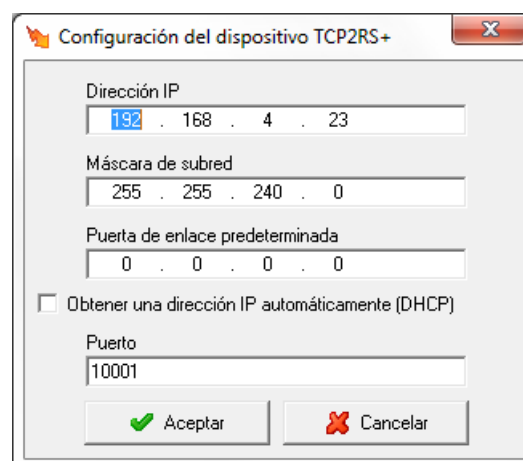 Configuración del dispositivo TCP2RS+
Dirección IP
192 . 168 . 4 . 23
Máscara de subred
255 . 255 . 240 . 0
Puerta de enlace predeterminada
0 . 0 . 0 . 0
Obtener una dirección IP automáticamente (DHCP)
Puerto
10001
Aceptar Cancelar